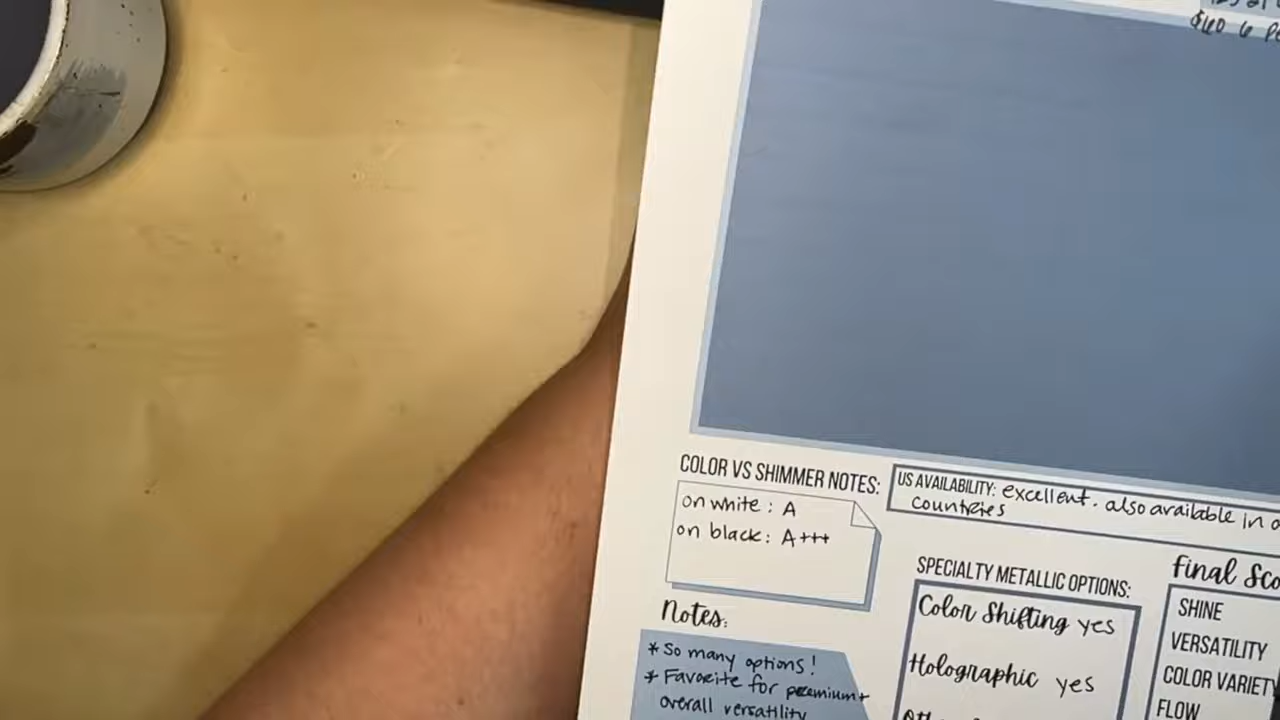 $160 6
COLOR VS SHIMMER NOTES:
on white: A
on black: A+++
US AVAILABILITY: excellent. also available in
countries
Notes:
* So many options!
* Favorite for premium +
overall versatility
SPECIALTY METALLIC OPTIONS:
Color Shifting yes
Holographic yes
Final
SHINE
VERSATILITY
COLOR VARIETY
FLOW